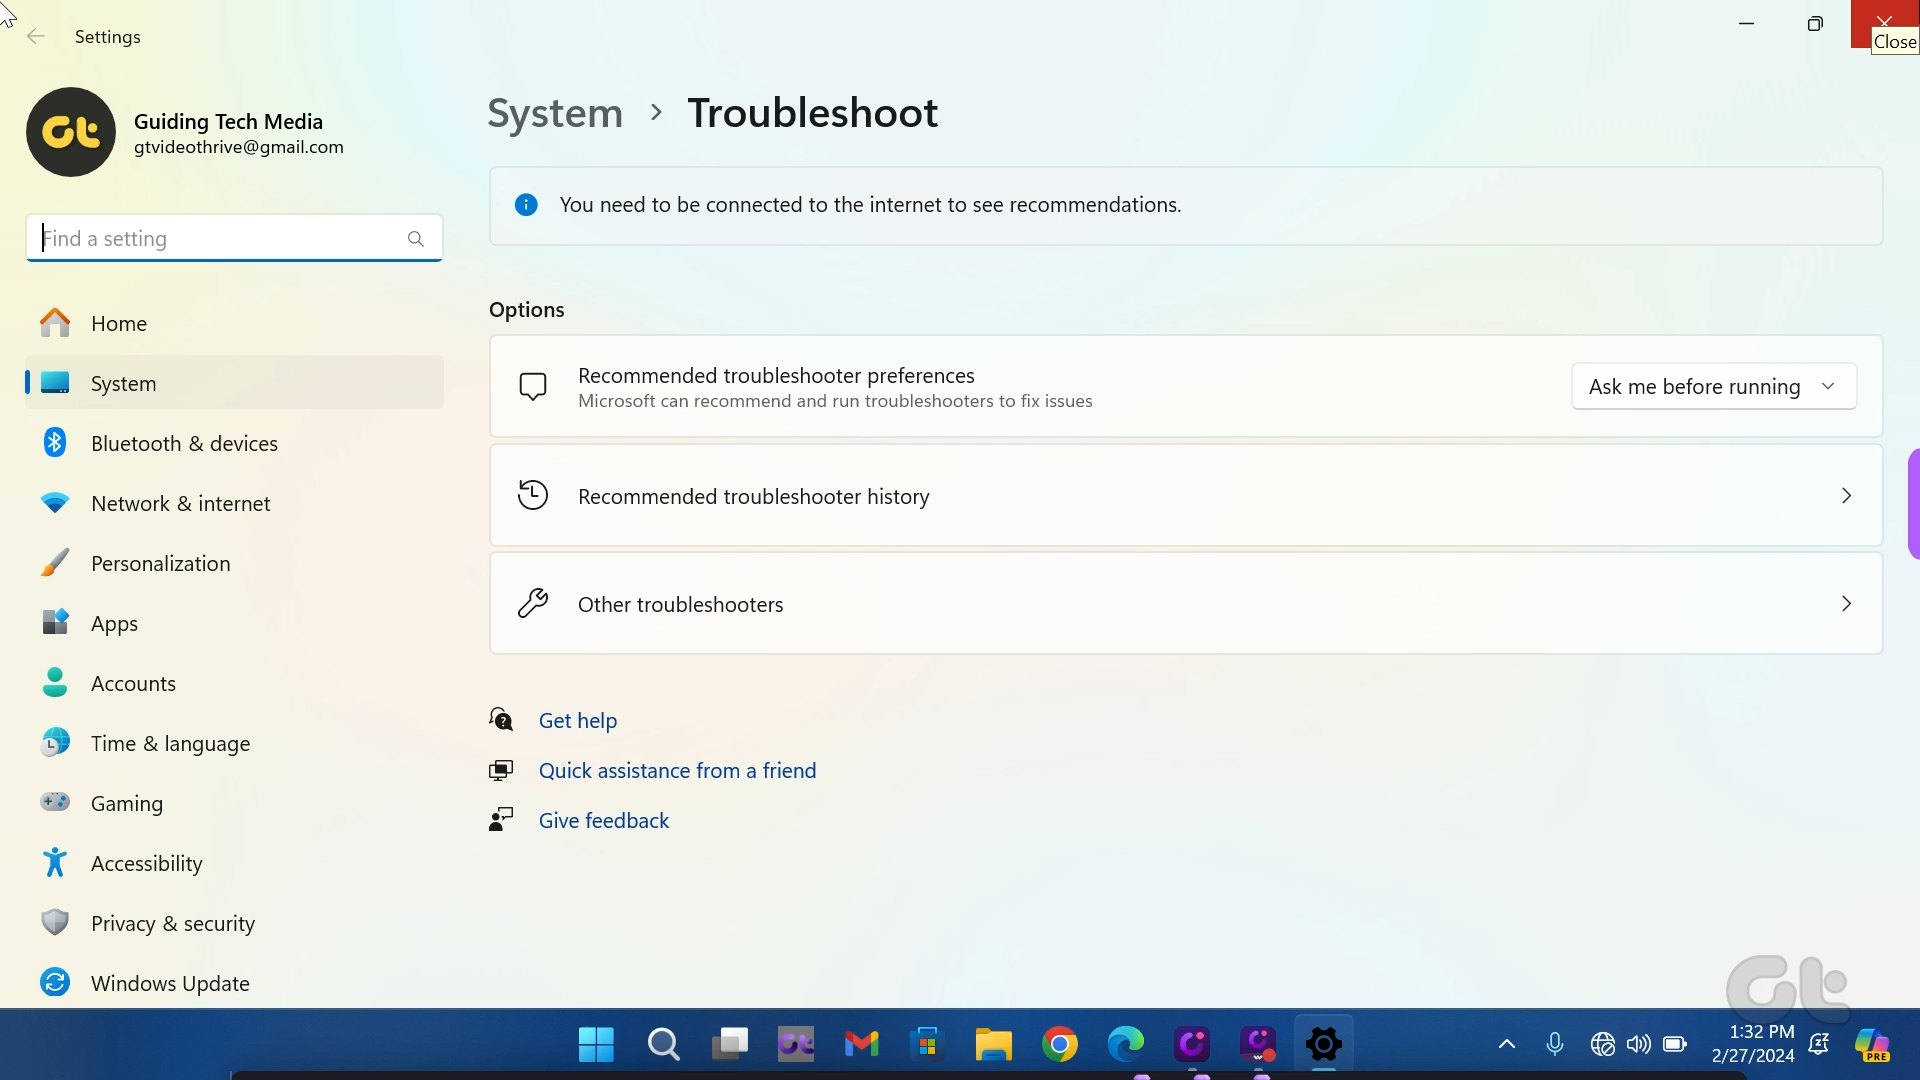 Settings
Close
Guiding Tech Media
gtvideothrive@gmail.com
Find a setting
Home
System
Bluetooth & devices
Network & internet
Personalization
Apps
Accounts
Time & language
Gaming
Accessibility
Privacy & security
Windows Update
System > Troubleshoot
You need to be connected to the internet to see recommendations.
Options
Recommended troubleshooter preferences
Microsoft can recommend and run troubleshooters to fix issues
Ask me before running
Recommended troubleshooter history
Other troubleshooters
Get help
Quick assistance from a friend
Give feedback
1:32 PM
2/27/2024
PRE